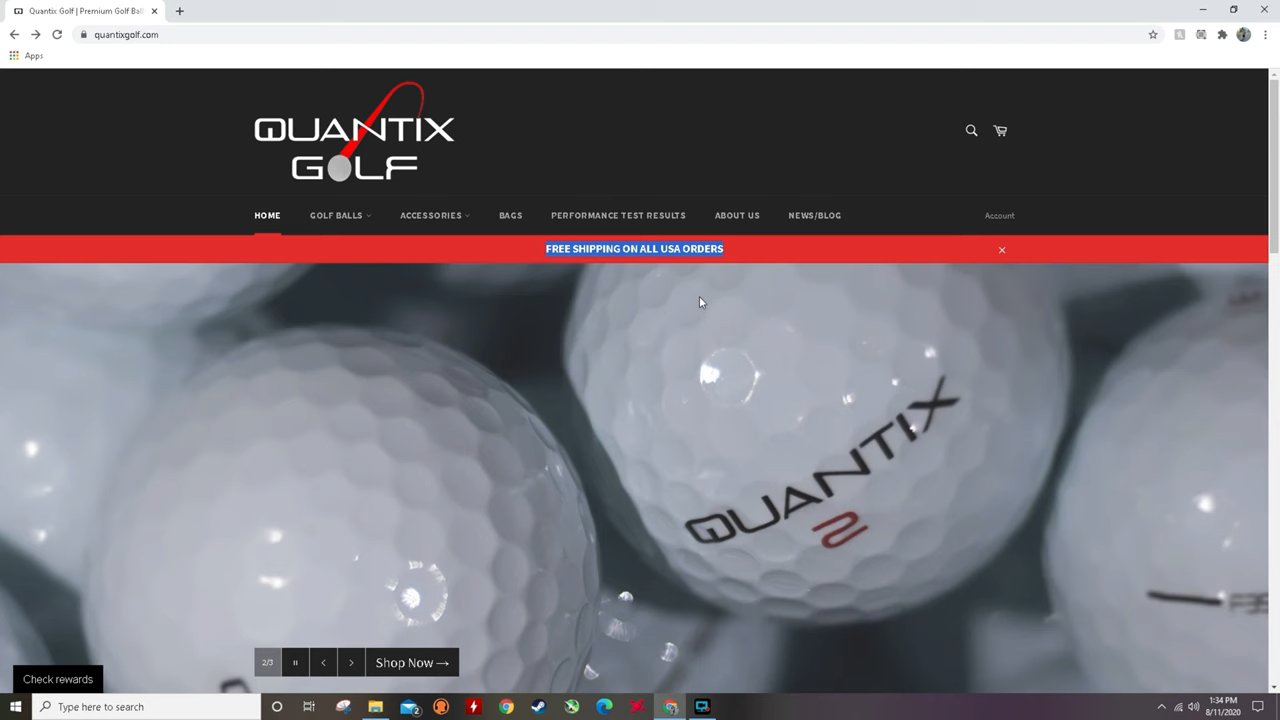 Quantix Golf | Premium Golf Bal
quantixgolf.com
Apps
QUANTIX
GOLF
HOME
GOLF BALLS
ACCESSORIES
BAGS
PERFORMANCE TEST RESULTS
ABOUT US
NEWS/BLOG
Account
FREE SHIPPING ON ALL USA ORDERS
QUANTIX
2
2/3
Shop Now →
Check rewards
Type here to search
2
1:34 PM
8/11/2020